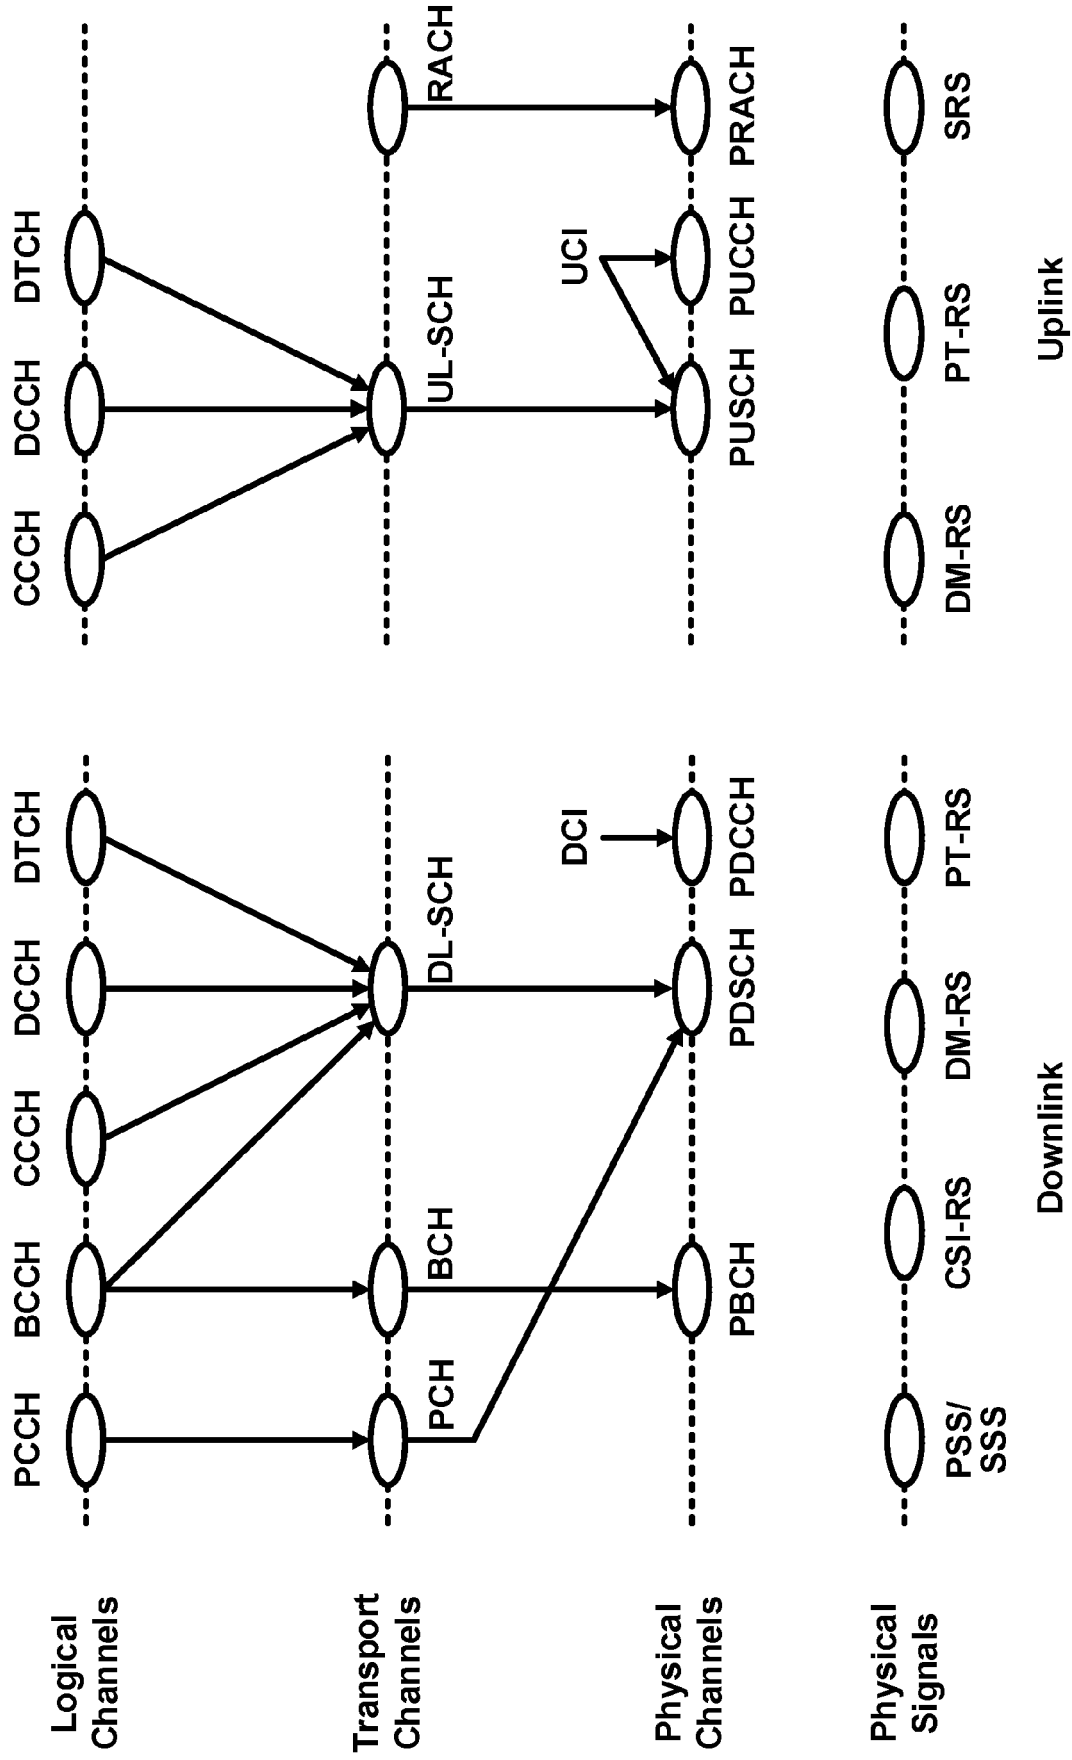 Logical
Channels
PCCH
BCCH
CCCH
DCCH
DTCH
CCCH
DCCH
DTCH
Transport
Channels
PCH
BCH
DL-SCH
UL-SCH
RACH
DCI
UCI
Physical
Channels
PBCH
PDSCH
PDCCH
PUSCH
PUCCH
PRACH
Physical
Signals
PSS/
SSS
CSI-RS
DM-RS
PT-RS
DM-RS
PT-RS
SRS
Downlink
Uplink